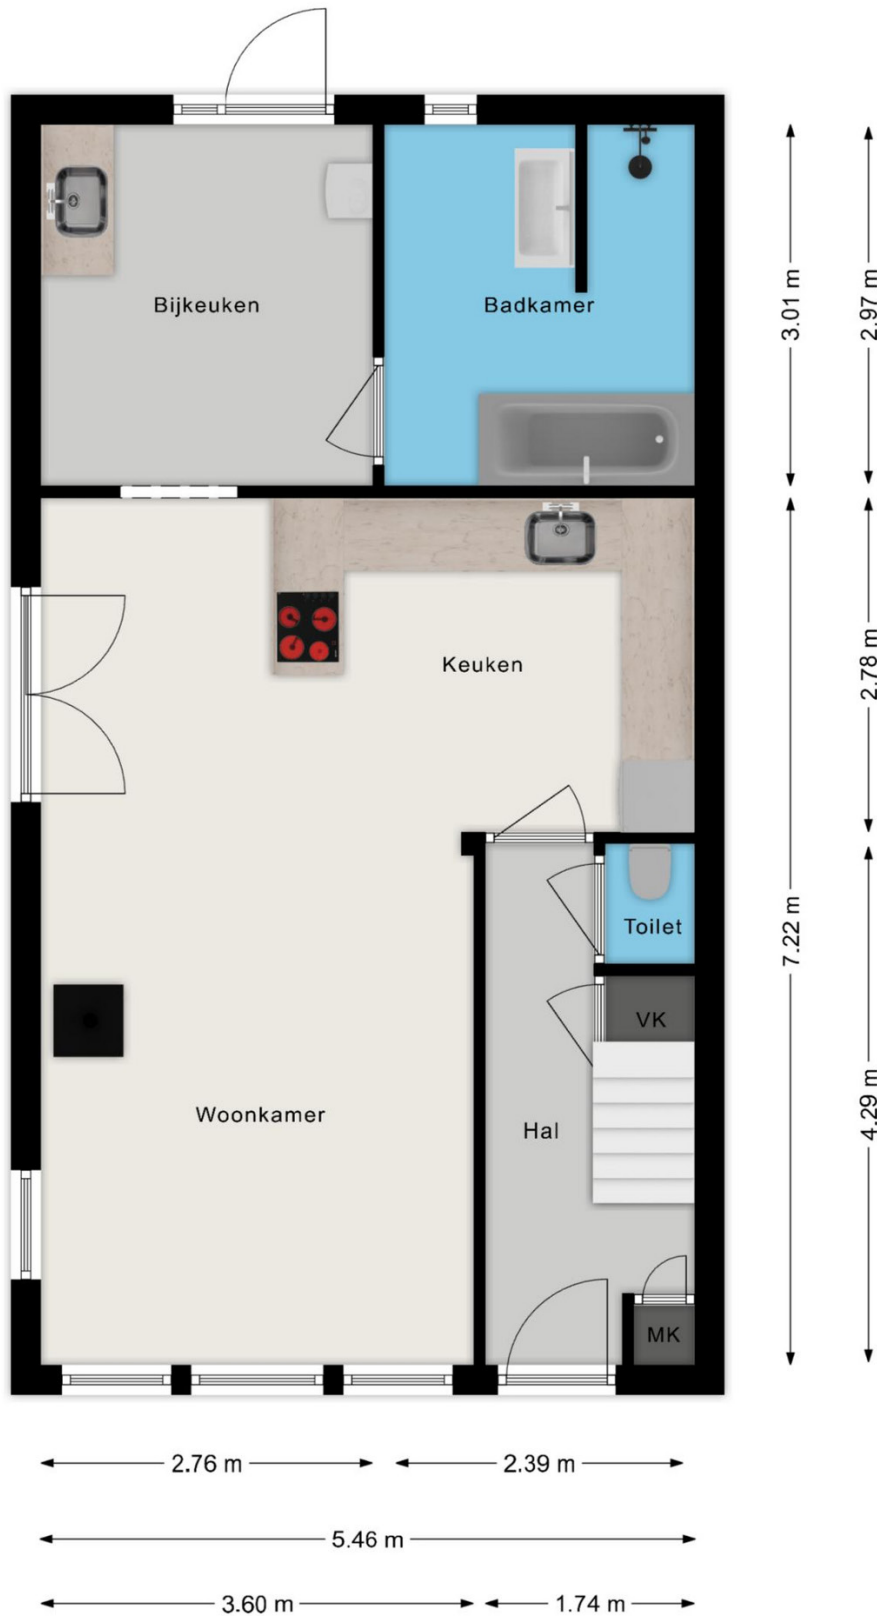 Bijkeuken
Badkamer
3.01 m
2.97 m
Keuken
2.78 m
Toilet
7.22 m
VK
Woonkamer
Hal
4.29 m
MK
2.76 m
2.39 m
5.46 m
3.60 m
1.74 m